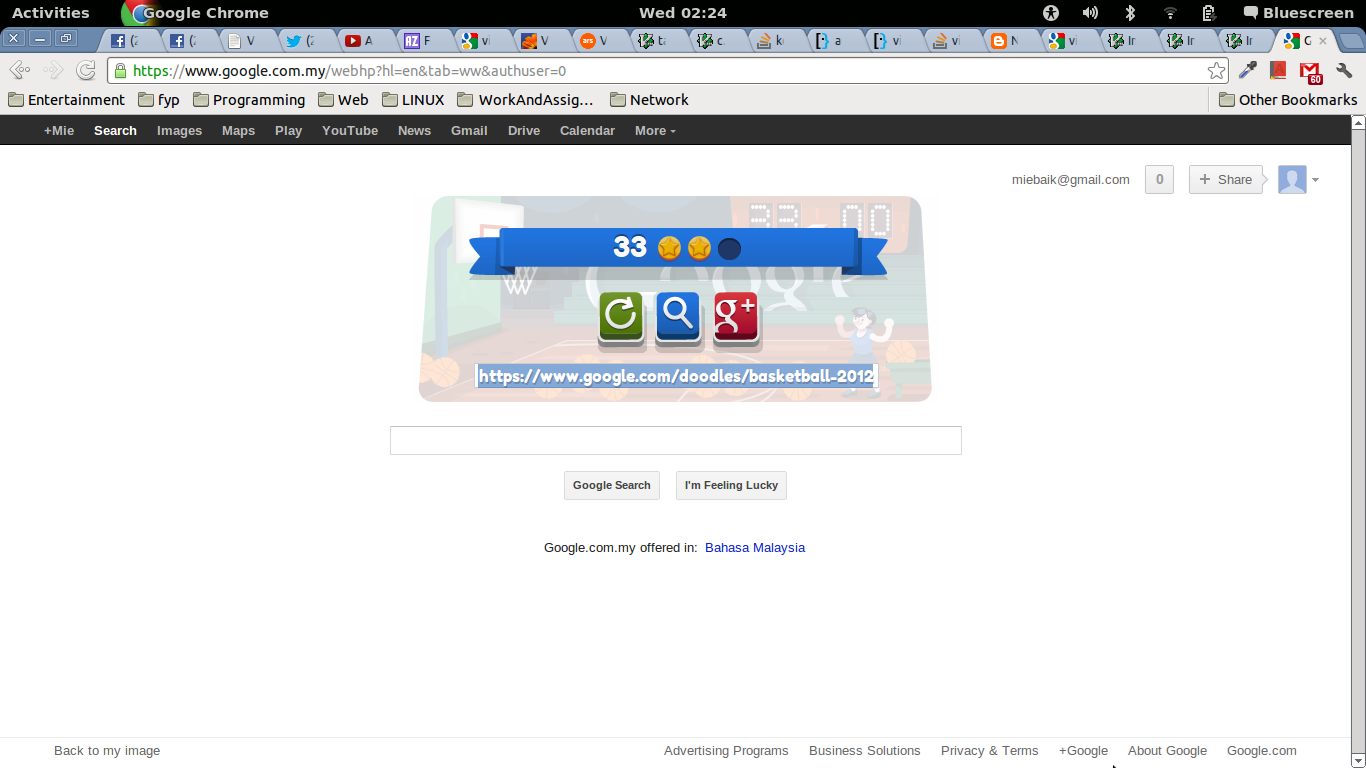 Activities Google Chrome Wed 02:24 Bluescreen
(2 (2 V (2 A F vi V V ta c k a v vi N vi Ir Ir Ir G
https://www.google.com.my/webhp?hl=en&tab=ww&authuser=0 60
Entertainment fyp Programming Web LINUX WorkAndAssig... Network Other Bookmarks
+Mie Search Images Maps Play YouTube News Gmail Drive Calendar More
miebaik@gmail.com 0 + Share
33 00
33
g+
https://www.google.com/doodles/basketball-2012
Google Search I'm Feeling Lucky
Google.com.my offered in: Bahasa Malaysia
Back to my image Advertising Programs Business Solutions Privacy & Terms +Google About Google Google.com